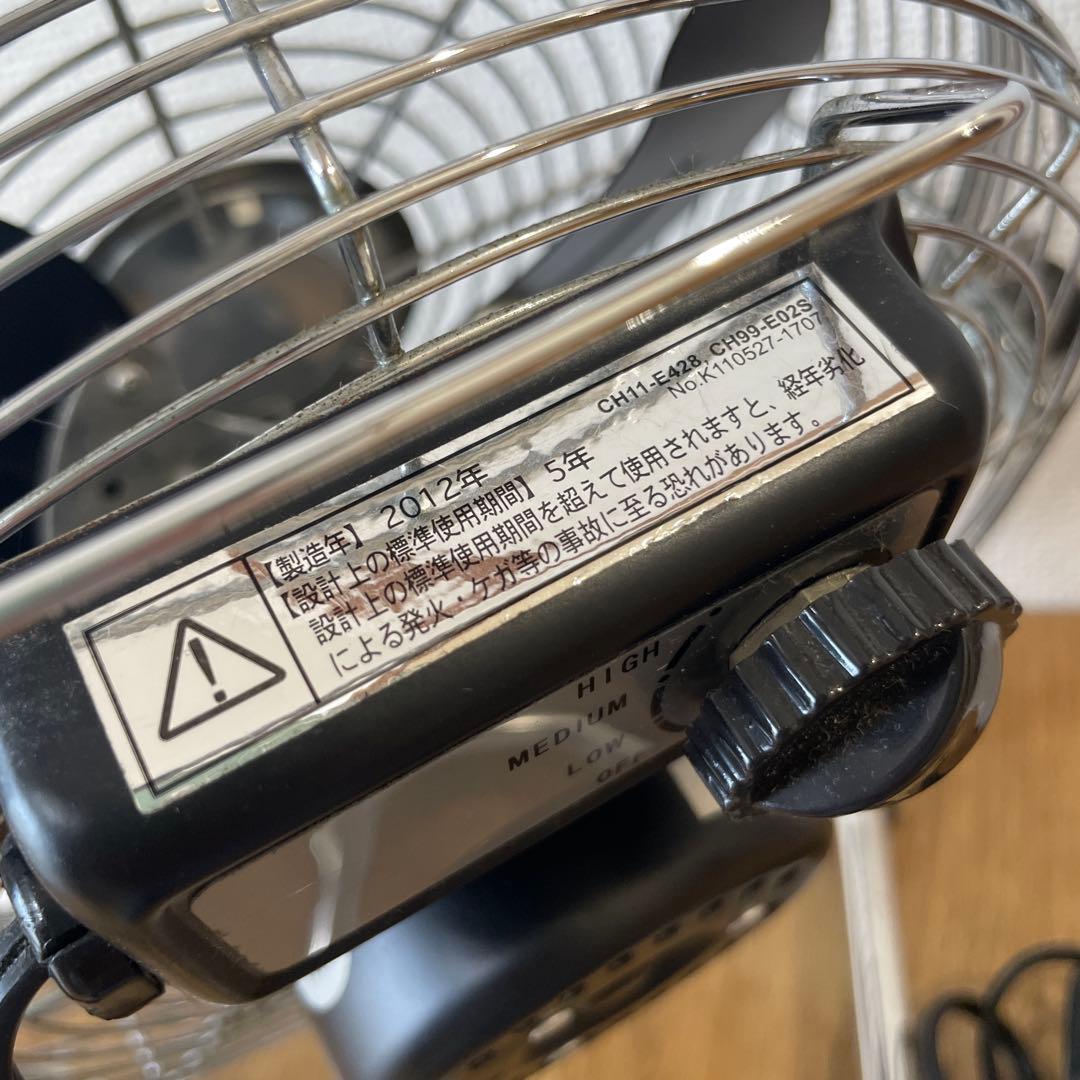 CH11-E428, CH99-E02S
No.K110527-1707
【製造年】 2012年
【設計上の標準使用期間】 5年
設計上の標準使用期間を超えて使用されますと、経年劣化
による発火・ケガ等の事故に至る恐れがあります。
HIGH
MEDIUM
LOW
OFF